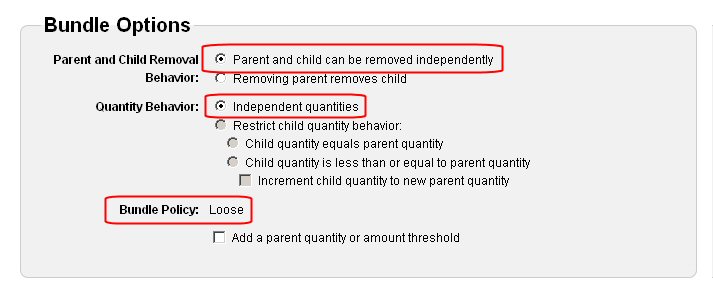 Bundle Options
Parent and Child Removal Behavior:
Parent and child can be removed independently
Removing parent removes child
Quantity Behavior:
Independent quantities
Restrict child quantity behavior:
Child quantity equals parent quantity
Child quantity is less than or equal to parent quantity
Increment child quantity to new parent quantity
Bundle Policy: Loose
Add a parent quantity or amount threshold